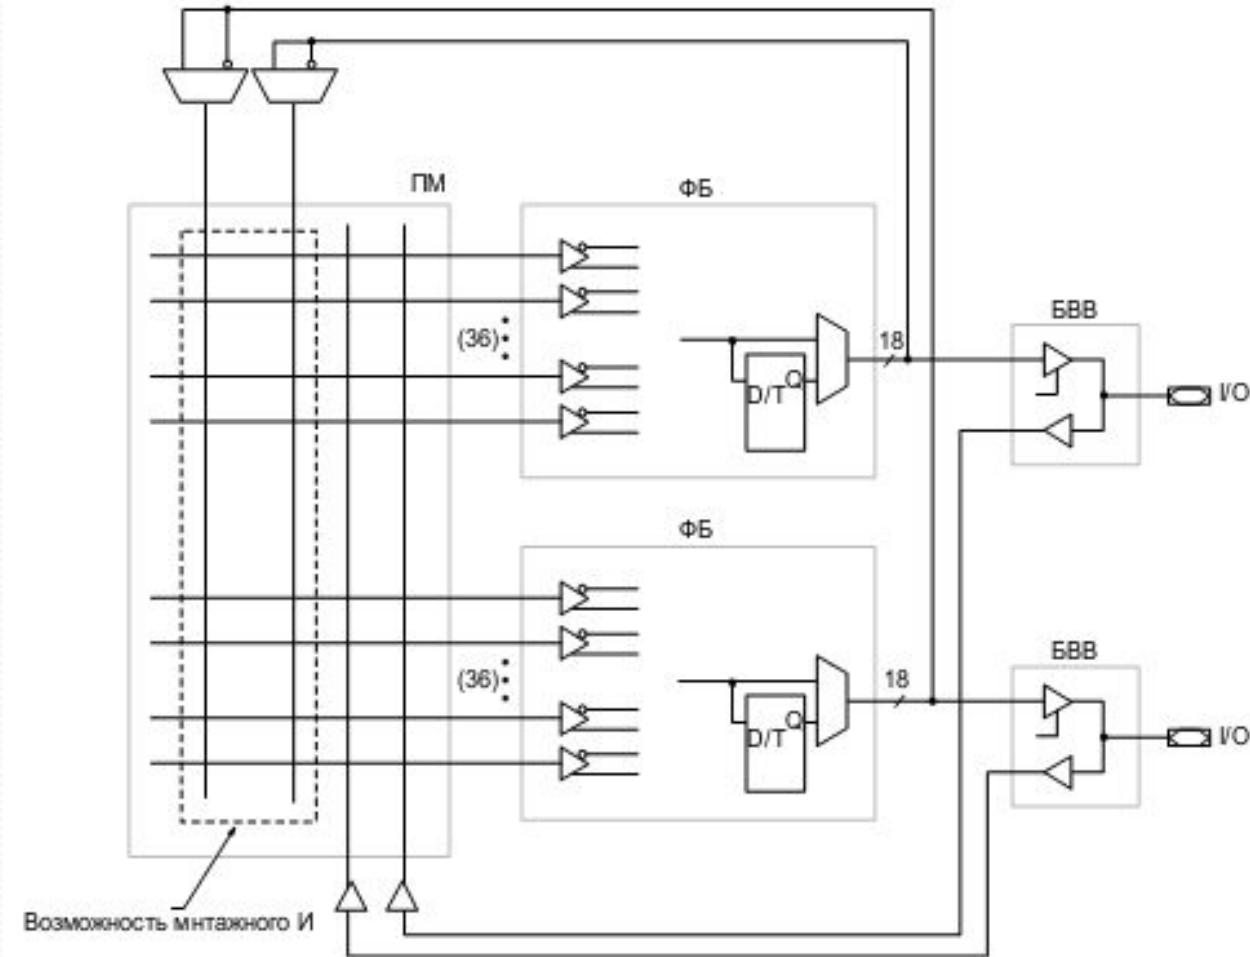 ПМ
ФБ
(36)
D/T Q
18
БВВ
I/O
ФБ
(36)
D/T Q
18
БВВ
I/O
Возможность мнтажного И